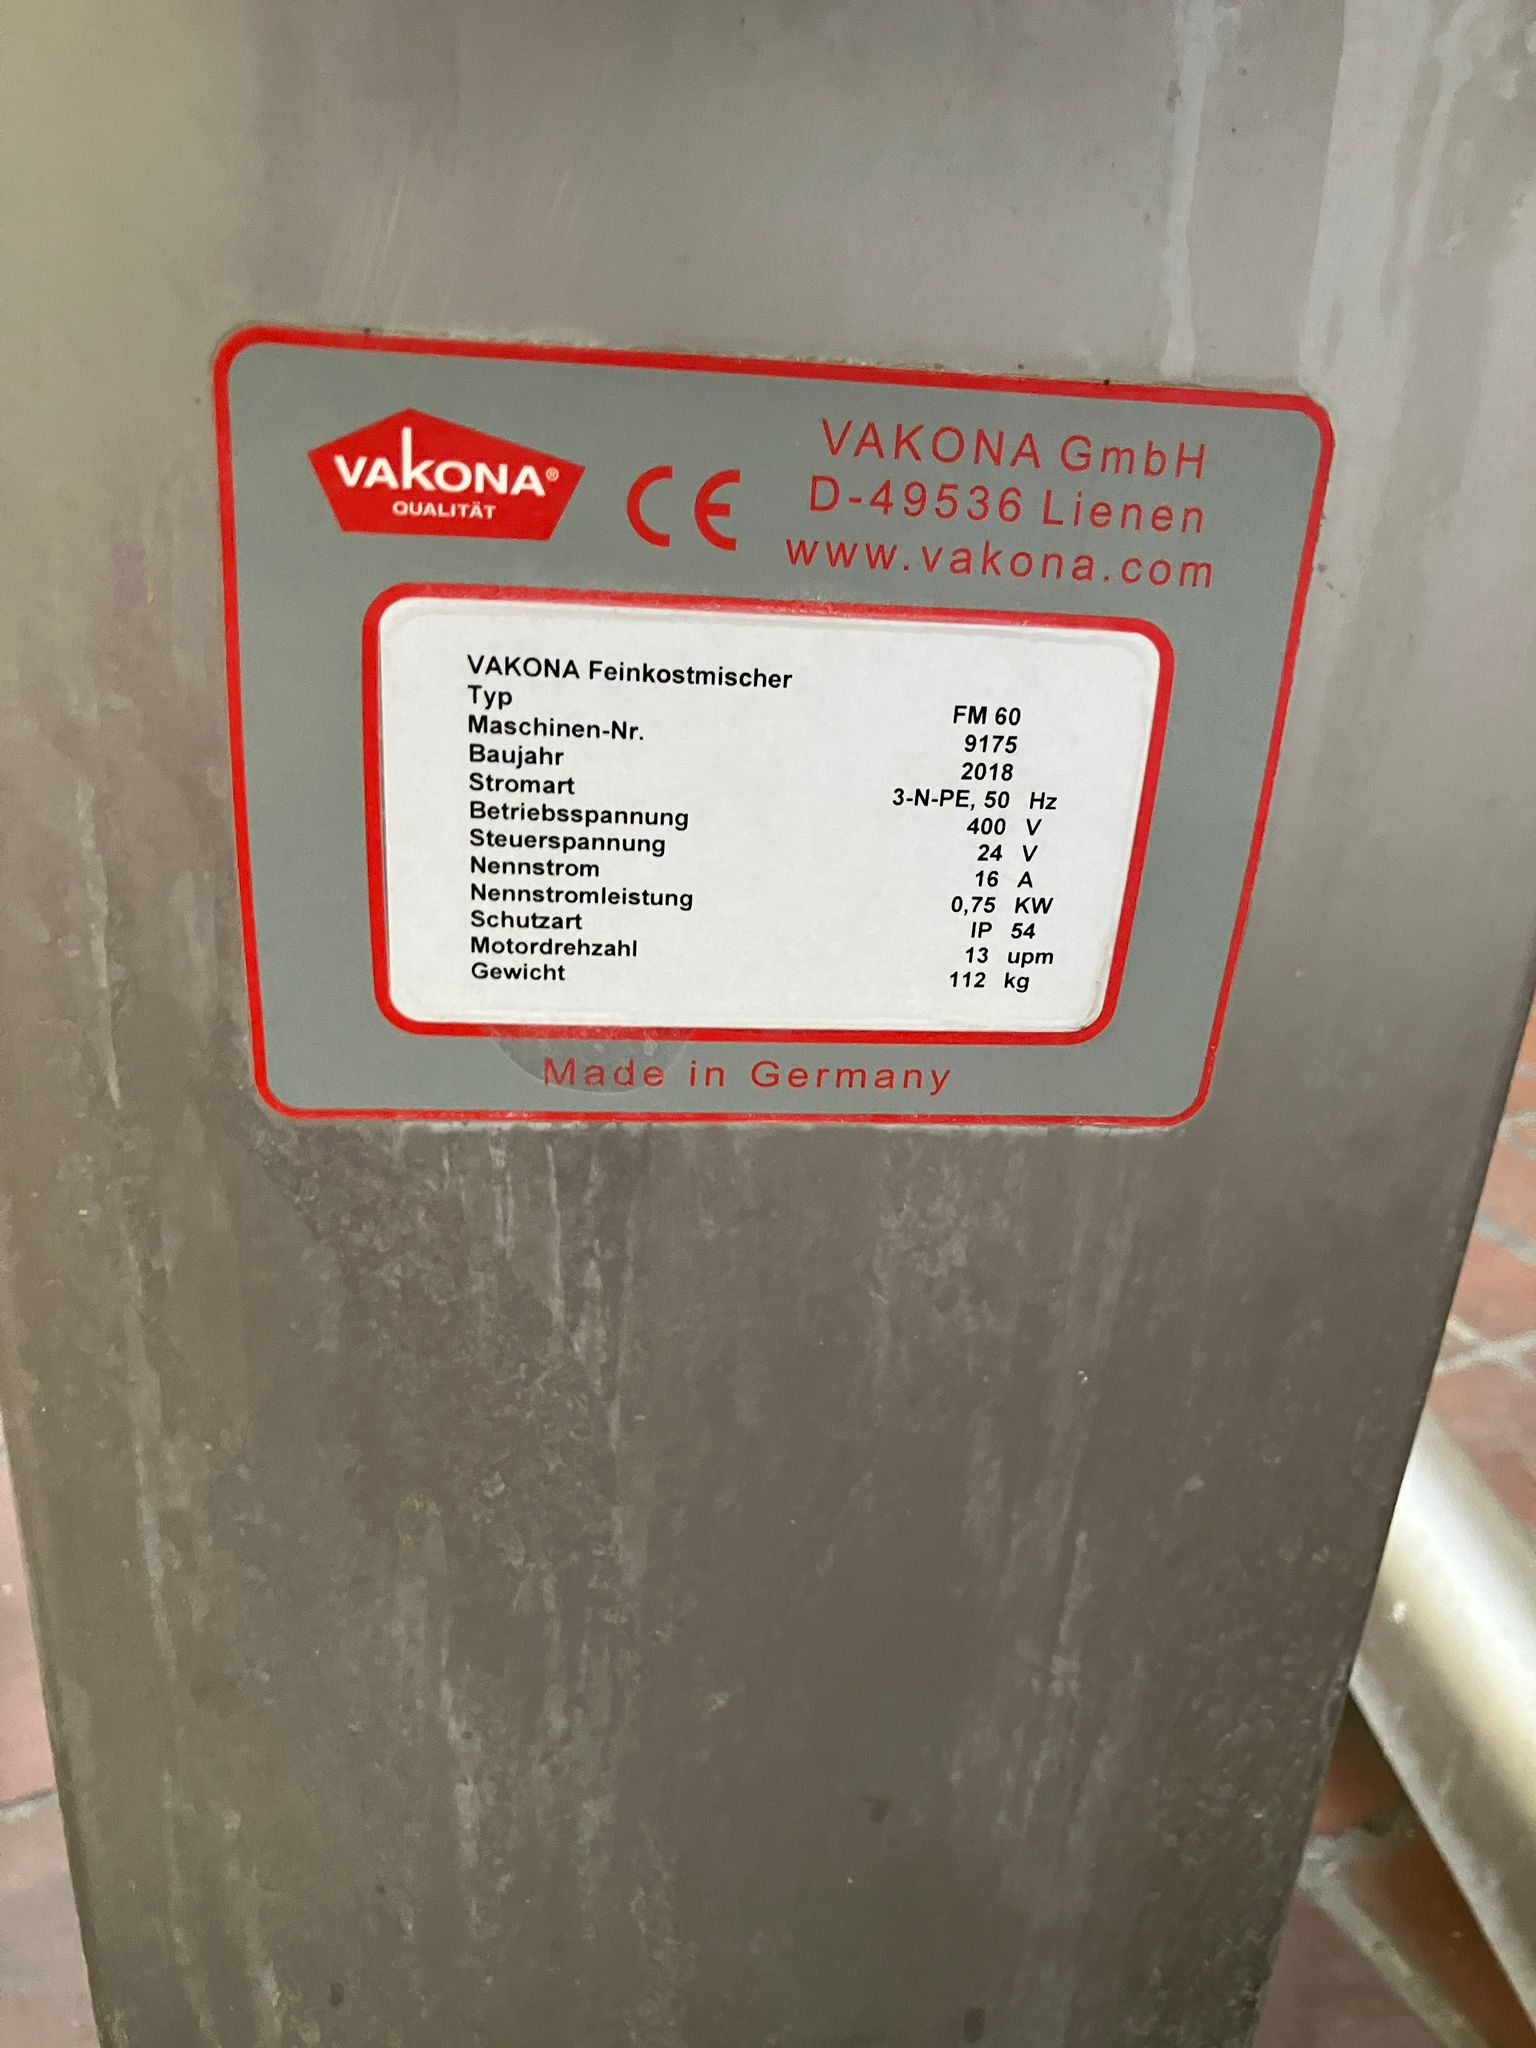 VAKONA®
QUALITÄT
CE
VAKONA GmbH
D-49536 Lienen
www.vakona.com
VAKONA Feinkostmischer
Typ FM 60
Maschinen-Nr. 9175
Baujahr 2018
Stromart 3-N-PE, 50 Hz
Betriebsspannung 400 V
Steuerspannung 24 V
Nennstrom 16 A
Nennstromleistung 0,75 KW
Schutzart IP 54
Motordrehzahl 13 upm
Gewicht 112 kg
Made in Germany